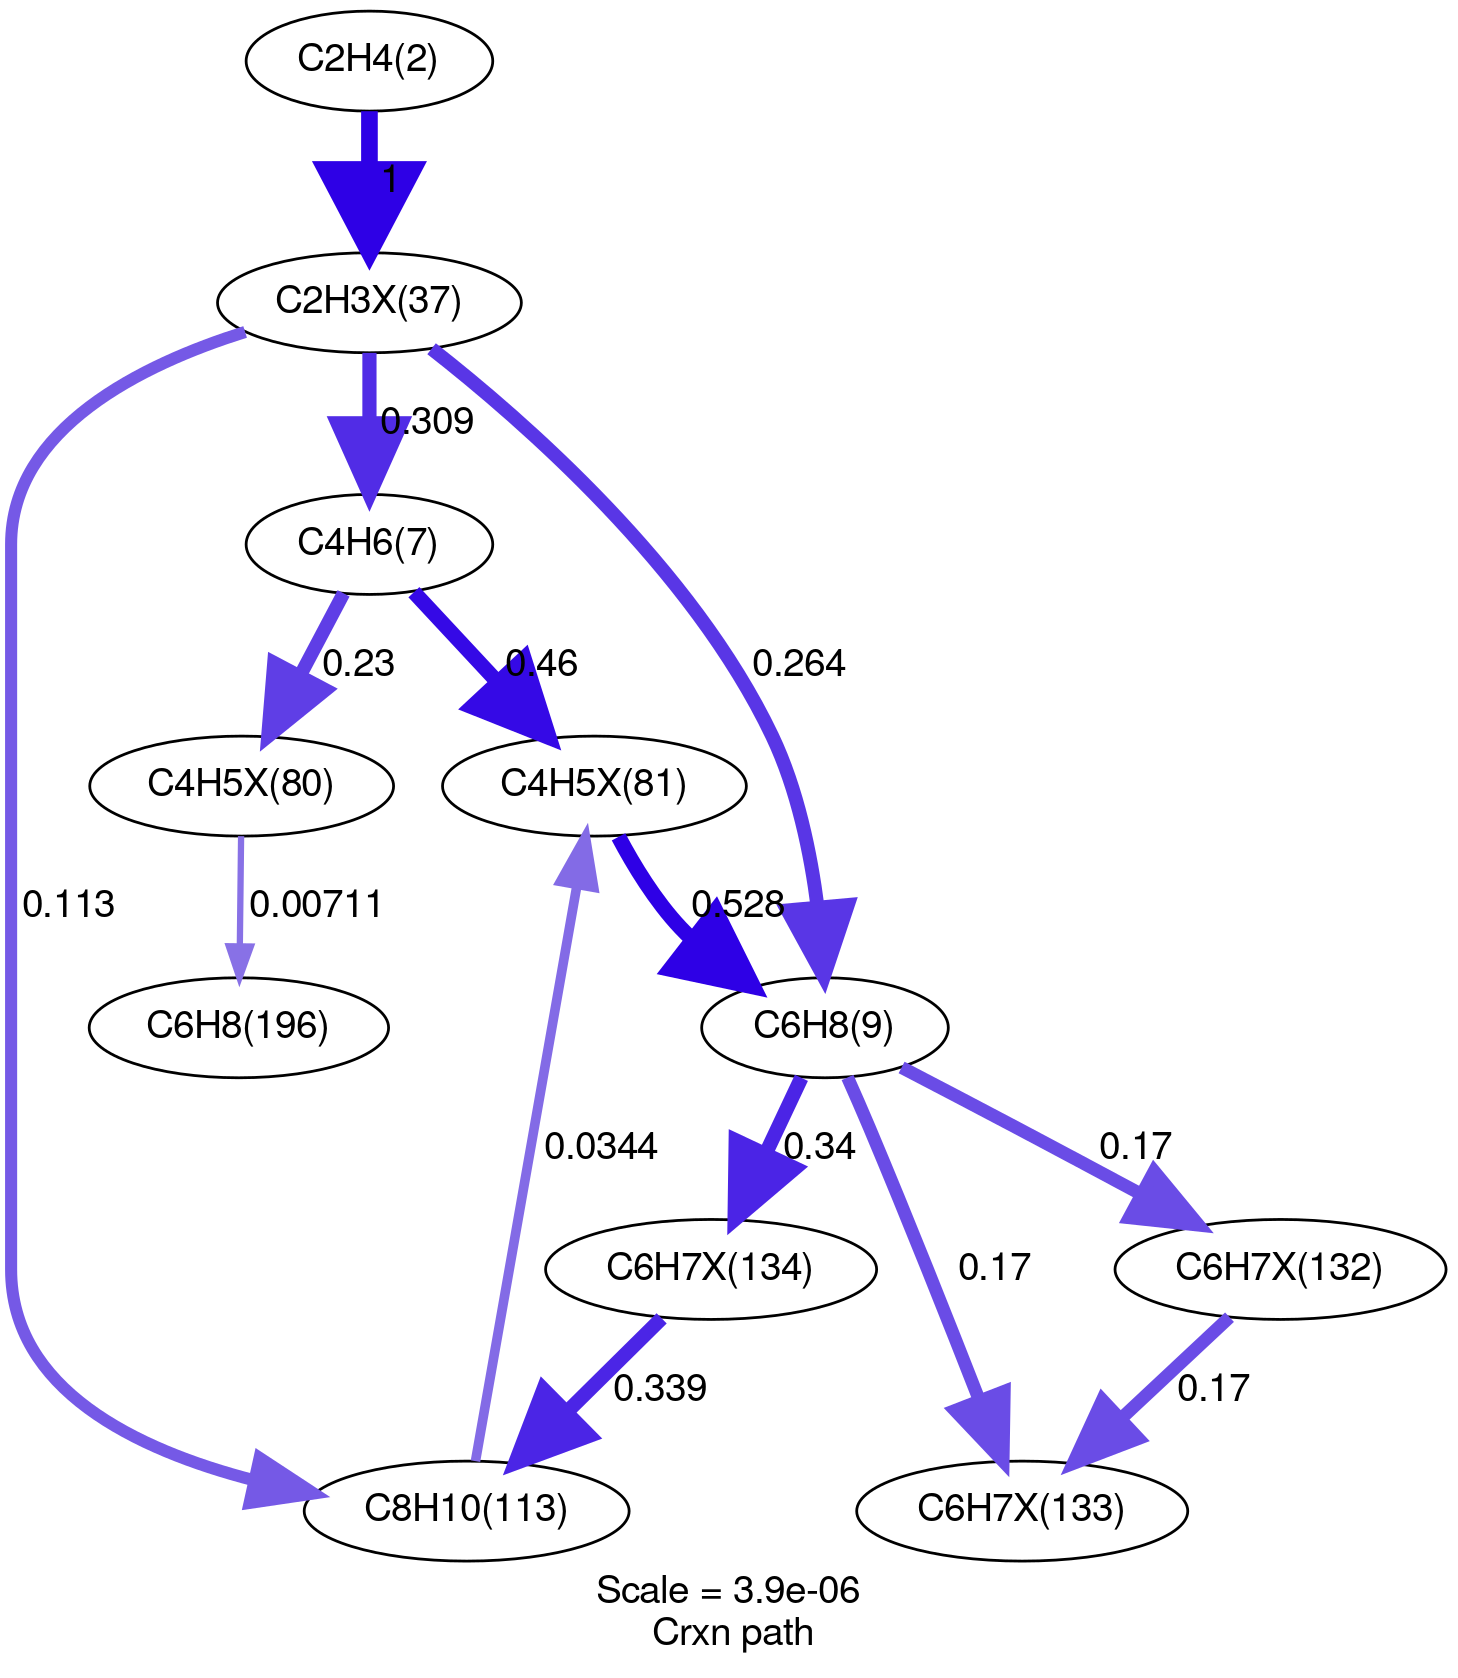 C2H4(2)
1
C2H3X(37)
0.309
C4H6(7)
0.23
0.46
0.264
C4H5X(80)
C4H5X(81)
0.113
0.00711
0.528
C6H8(196)
C6H8(9)
0.0344
0.34
0.17
0.17
C6H7X(134)
C6H7X(132)
0.339
0.17
C8H10(113)
C6H7X(133)
Scale = 3.9e-06
Crxn path